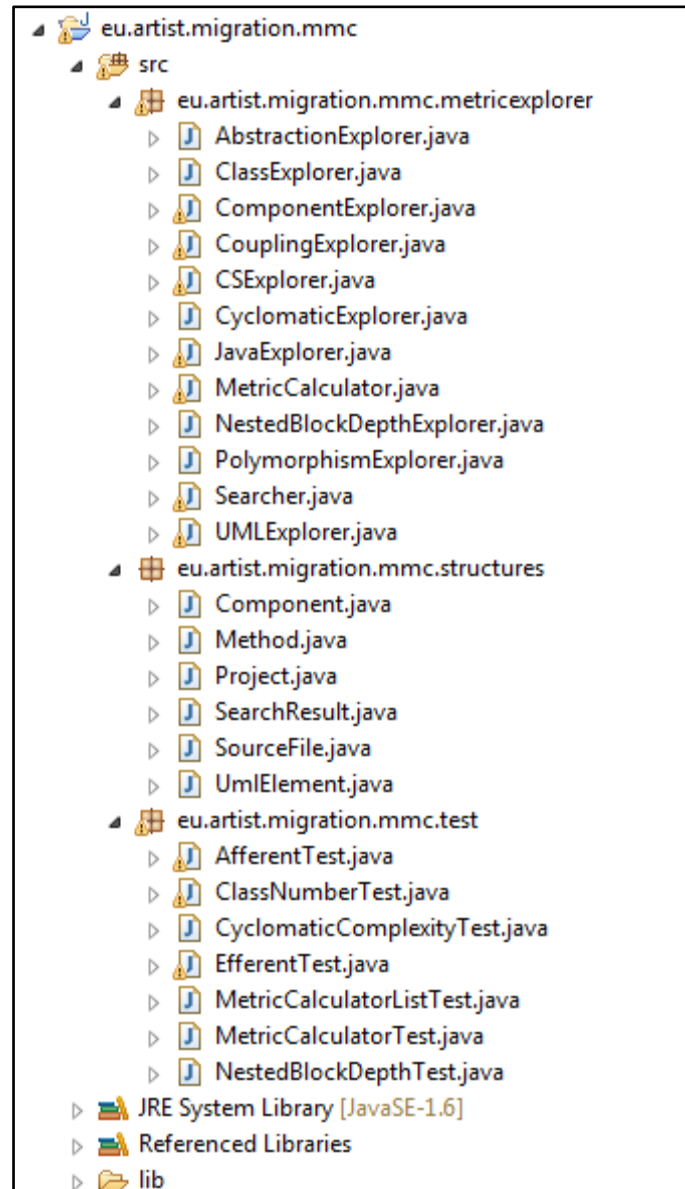 eu.artist.migration.mmc
src
eu.artist.migration.mmc.metricexplorer
AbstractionExplorer.java
ClassExplorer.java
ComponentExplorer.java
CouplingExplorer.java
CSExplorer.java
CyclomaticExplorer.java
JavaExplorer.java
MetricCalculator.java
NestedBlockDepthExplorer.java
PolymorphismExplorer.java
Searcher.java
UMLExplorer.java
eu.artist.migration.mmc.structures
Component.java
Method.java
Project.java
SearchResult.java
SourceFile.java
UmlElement.java
eu.artist.migration.mmc.test
AfferentTest.java
ClassNumberTest.java
CyclomaticComplexityTest.java
EfferentTest.java
MetricCalculatorListTest.java
MetricCalculatorTest.java
NestedBlockDepthTest.java
JRE System Library [JavaSE-1.6]
Referenced Libraries
lib